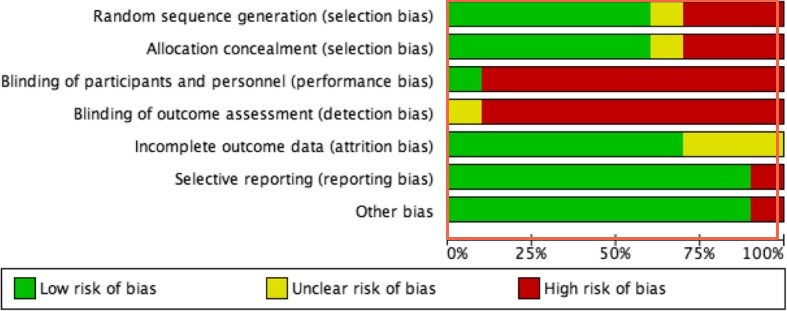 Random sequence generation (selection bias)
Allocation concealment (selection bias)
Blinding of participants and personnel (performance bias)
Blinding of outcome assessment (detection bias)
Incomplete outcome data (attrition bias)
Selective reporting (reporting bias)
Other bias
0% 25% 50% 75% 100%
Low risk of bias Unclear risk of bias High risk of bias